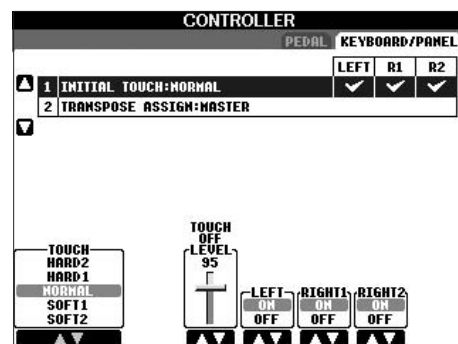 CONTROLLER
PEDAL KEYBOARD/PANEL
LEFT R1 R2
1 INITIAL TOUCH:NORMAL
2 TRANSPOSE ASSIGN:MASTER
TOUCH
HARD2
HARD1
NORMAL
SOFT1
SOFT2
TOUCH
OFF
LEVEL
95
LEFT RIGHT1 RIGHT2
ON ON ON
OFF OFF OFF